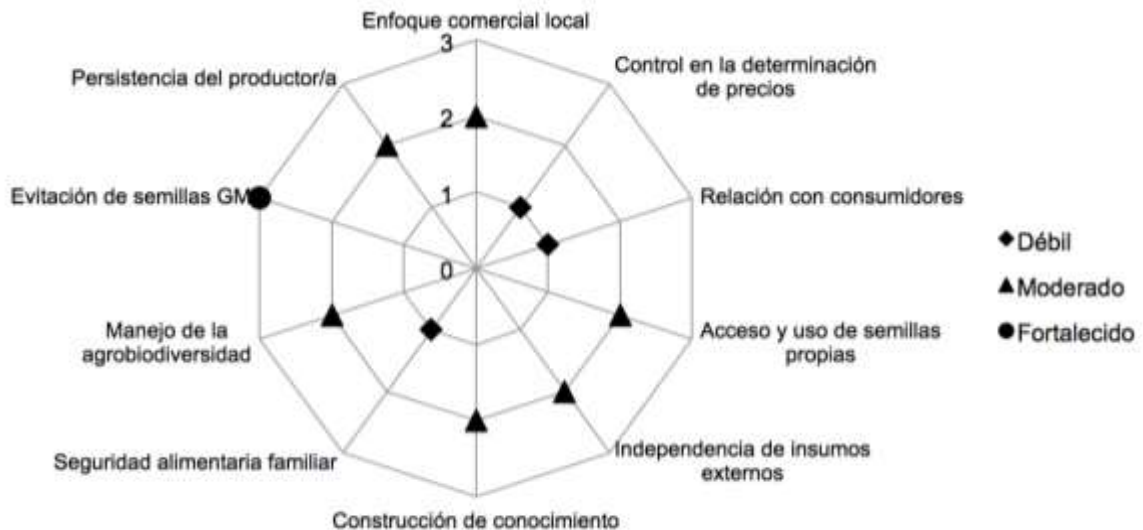 Enfoque comercial local
3
Control en la determinación
de precios
Persistencia del productor/a
2
1
Evitación de semillas GM
Relación con consumidores
Débil
0
Moderado
Manejo de la
agrobiodiversidad
Acceso y uso de semillas
propias
Fortalecido
Seguridad alimentaria familiar
Independencia de insumos
externos
Construcción de conocimiento